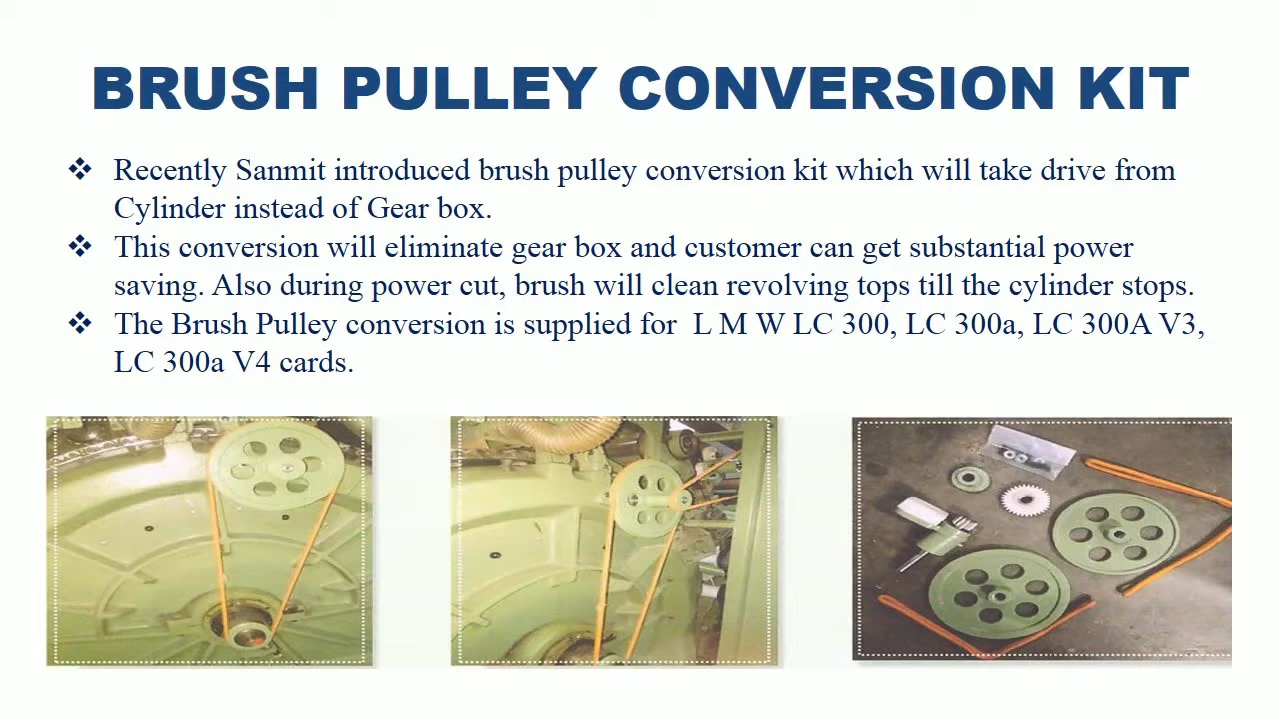 BRUSH PULLEY CONVERSION KIT
❖ Recently Sanmit introduced brush pulley conversion kit which will take drive from
Cylinder instead of Gear box.
❖ This conversion will eliminate gear box and customer can get substantial power
saving. Also during power cut, brush will clean revolving tops till the cylinder stops.
❖ The Brush Pulley conversion is supplied for  L M W LC 300, LC 300a, LC 300A V3,
LC 300a V4 cards.